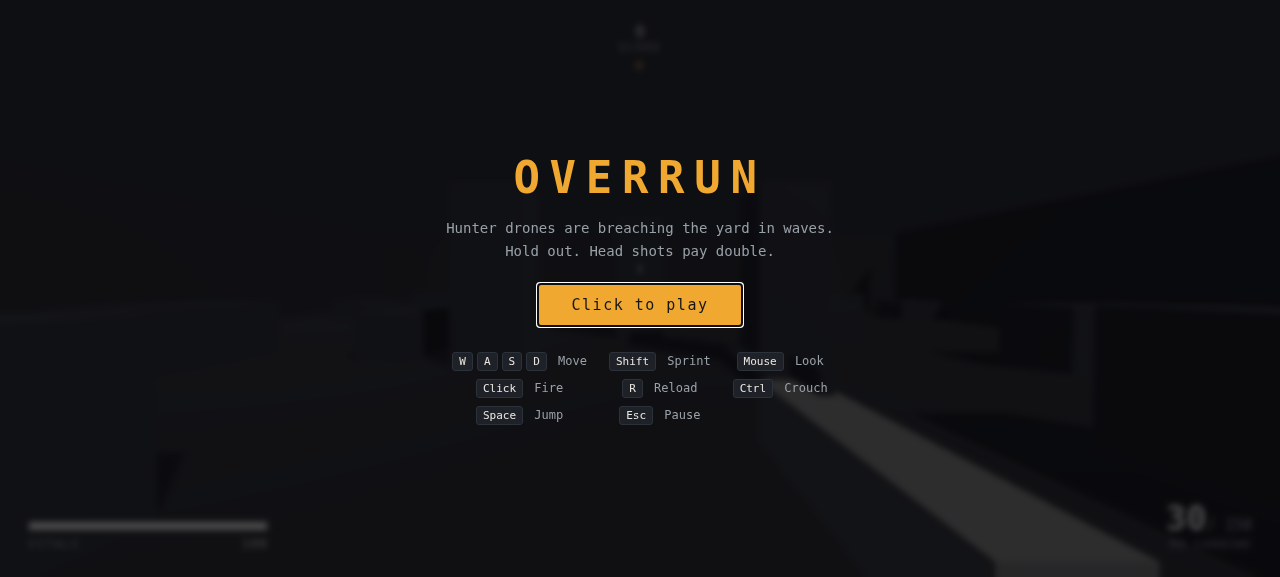 OVERRUN
Hunter drones are breaching the yard in waves.
Hold out. Head shots pay double.
Click to play
W A S D Move Shift Sprint Mouse Look
Click Fire R Reload Ctrl Crouch
Space Jump Esc Pause
30